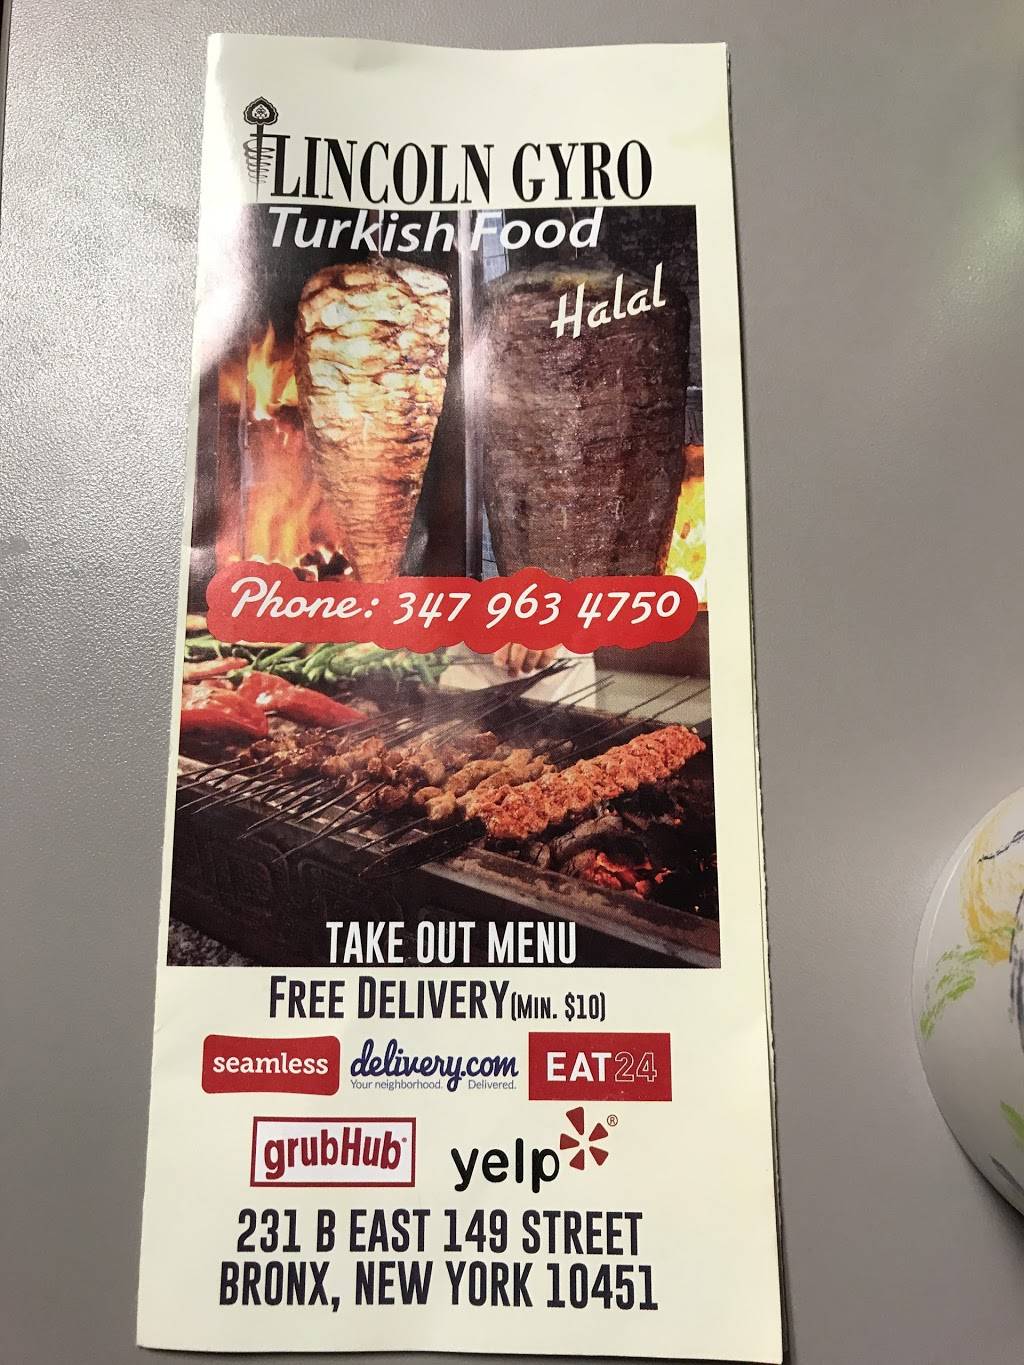 LINCOLN GYRO
Turkish Food
Halal
Phone: 347 963 4750
TAKE OUT MENU
FREE DELIVERY (MIN. $10)
seamless delivery.com EAT24
Your neighborhood. Delivered.
grubHub® yelp®
231 B EAST 149 STREET
BRONX, NEW YORK 10451